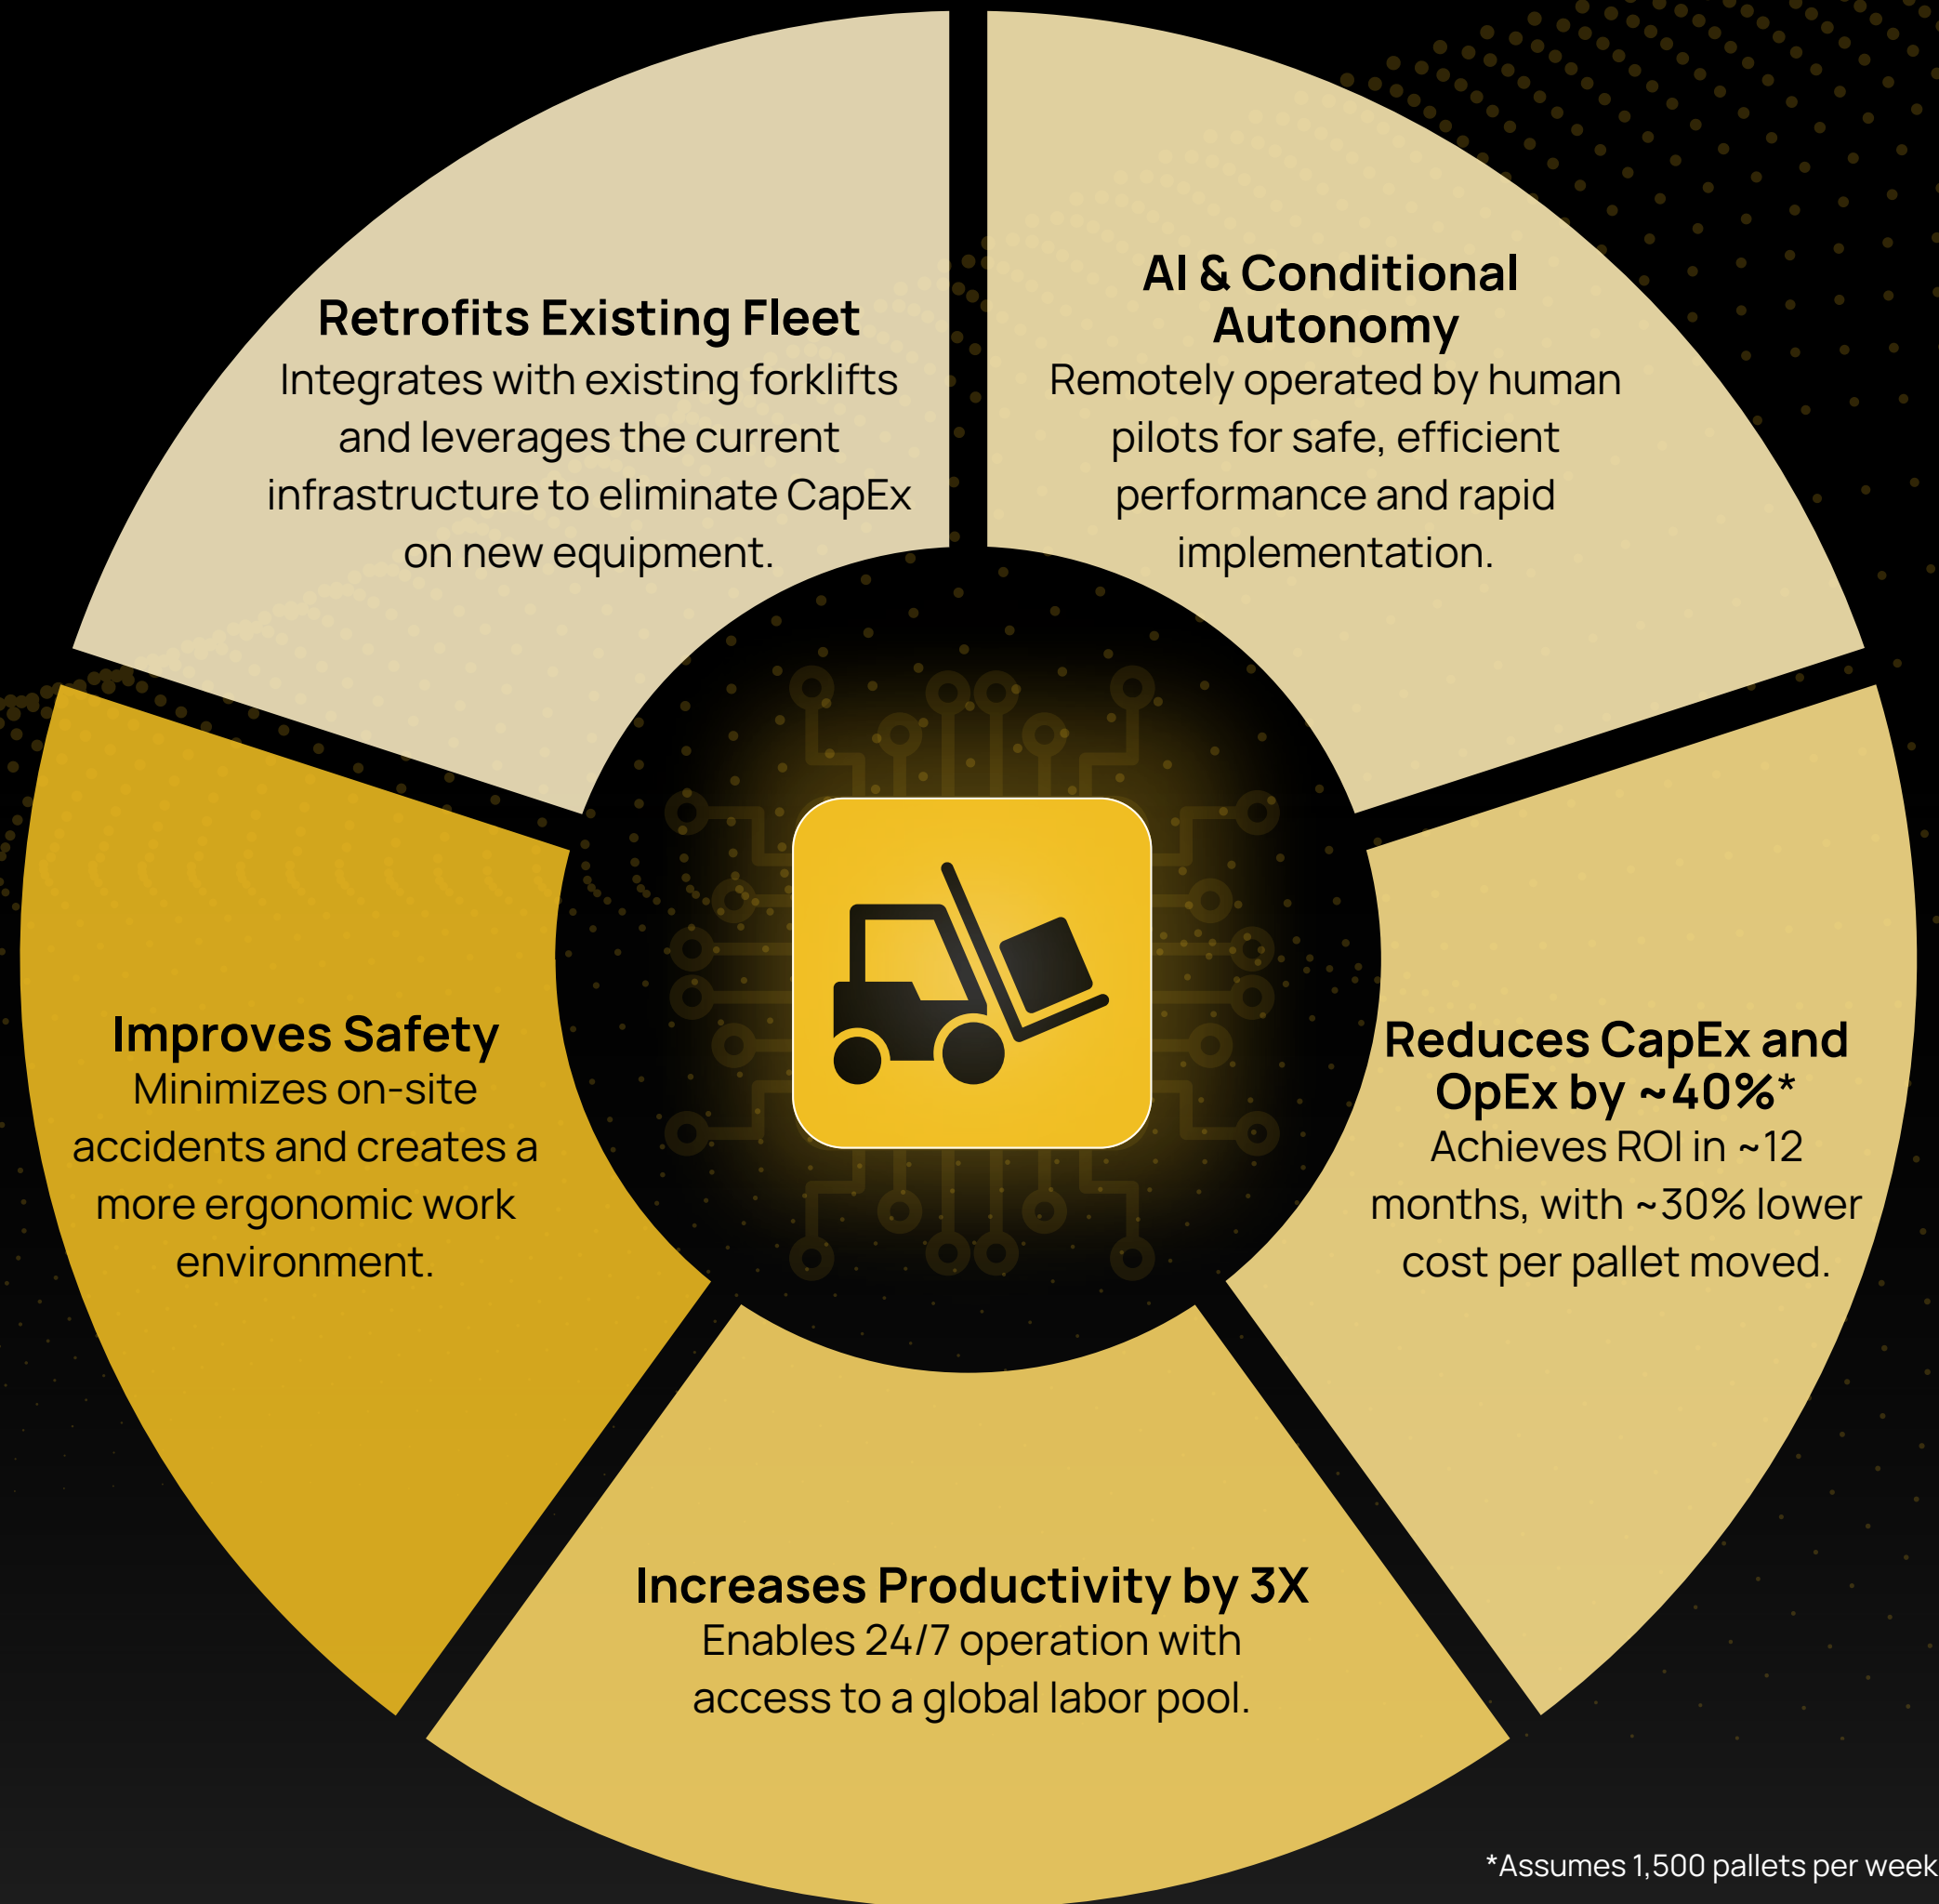 Retrofits Existing Fleet
Integrates with existing forklifts
and leverages the current
infrastructure to eliminate CapEx
on new equipment.
AI & Conditional
Autonomy
Remotely operated by human
pilots for safe, efficient
performance and rapid
implementation.
Improves Safety
Minimizes on-site
accidents and creates a
more ergonomic work
environment.
Reduces CapEx and
OpEx by ~40%*
Achieves ROI in ~12
months, with ~30% lower
cost per pallet moved.
Increases Productivity by 3X
Enables 24/7 operation with
access to a global labor pool.
*Assumes 1,500 pallets per week